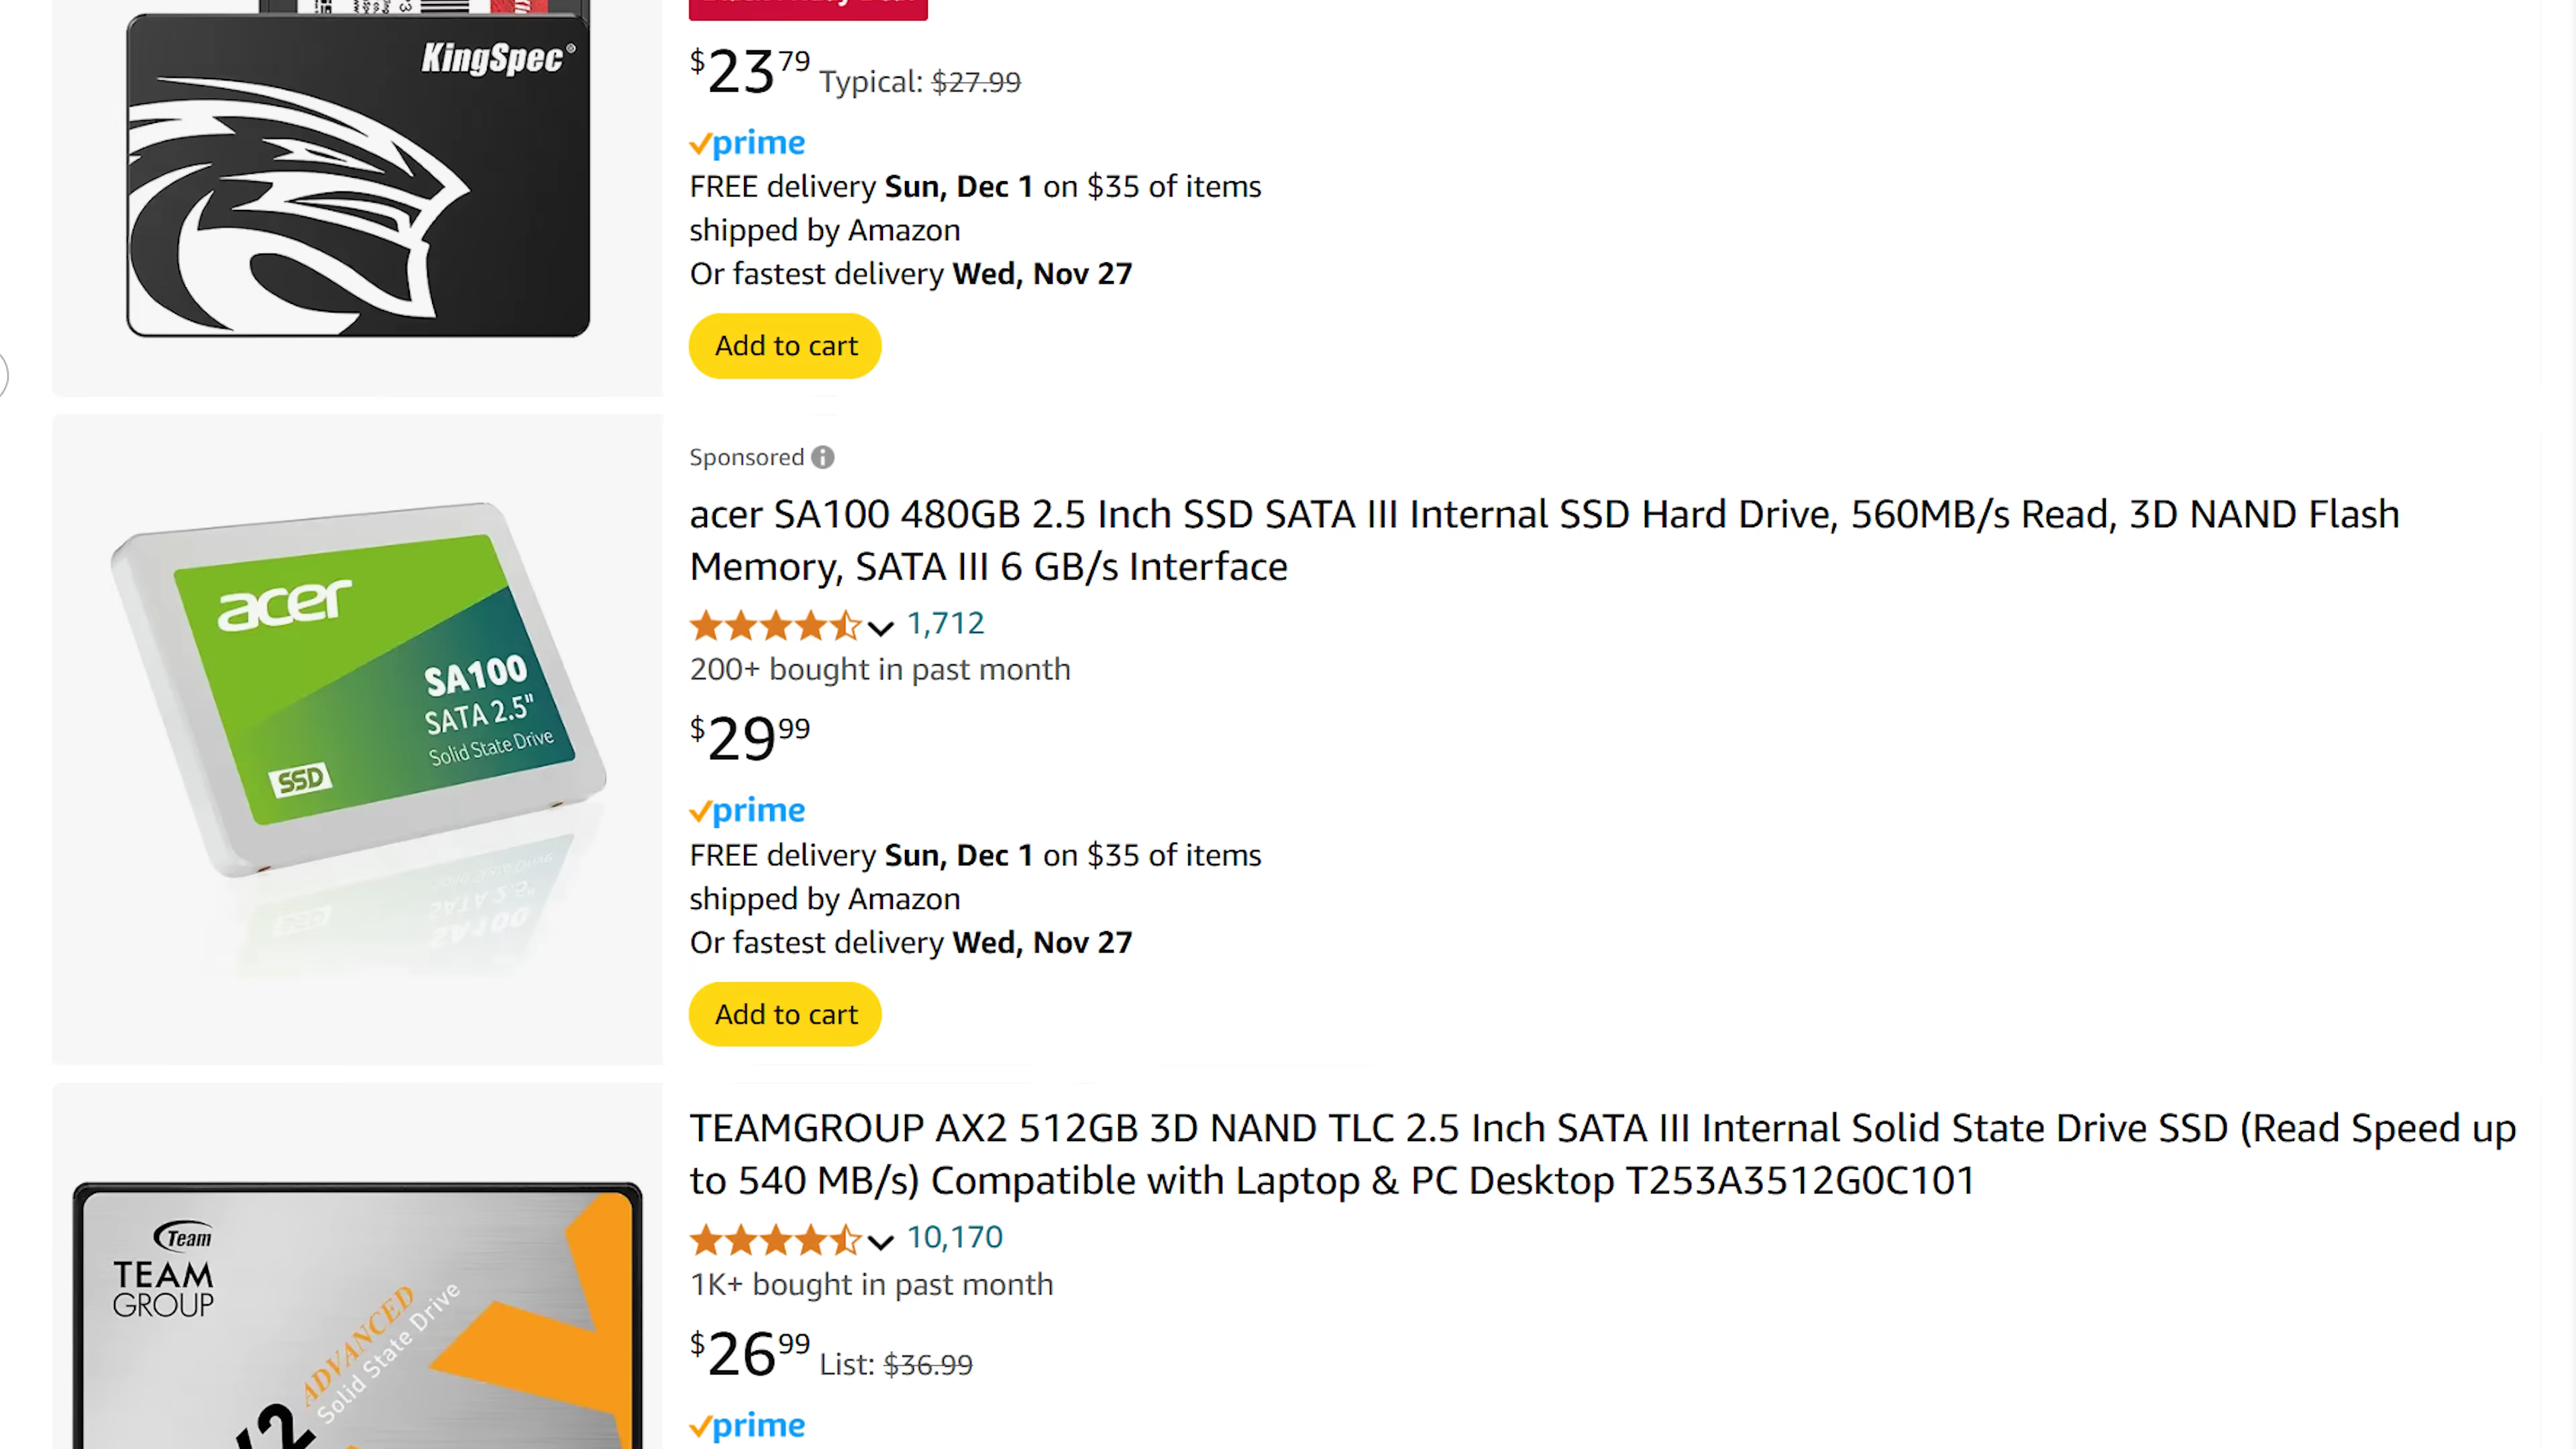 KingSpec®
$23 79 Typical: $27.99
prime
FREE delivery Sun, Dec 1 on $35 of items
shipped by Amazon
Or fastest delivery Wed, Nov 27
Add to cart
acer
SA100
SATA 2.5"
Solid State Drive
SSD
Sponsored
acer SA100 480GB 2.5 Inch SSD SATA III Internal SSD Hard Drive, 560MB/s Read, 3D NAND Flash
Memory, SATA III 6 GB/s Interface
1,712
200+ bought in past month
$29 99
prime
FREE delivery Sun, Dec 1 on $35 of items
shipped by Amazon
Or fastest delivery Wed, Nov 27
Add to cart
Team
TEAM
GROUP
ADVANCED
Solid State Drive
TEAMGROUP AX2 512GB 3D NAND TLC 2.5 Inch SATA III Internal Solid State Drive SSD (Read Speed up
to 540 MB/s) Compatible with Laptop & PC Desktop T253A3512G0C101
10,170
1K+ bought in past month
$26 99 List: $36.99
prime